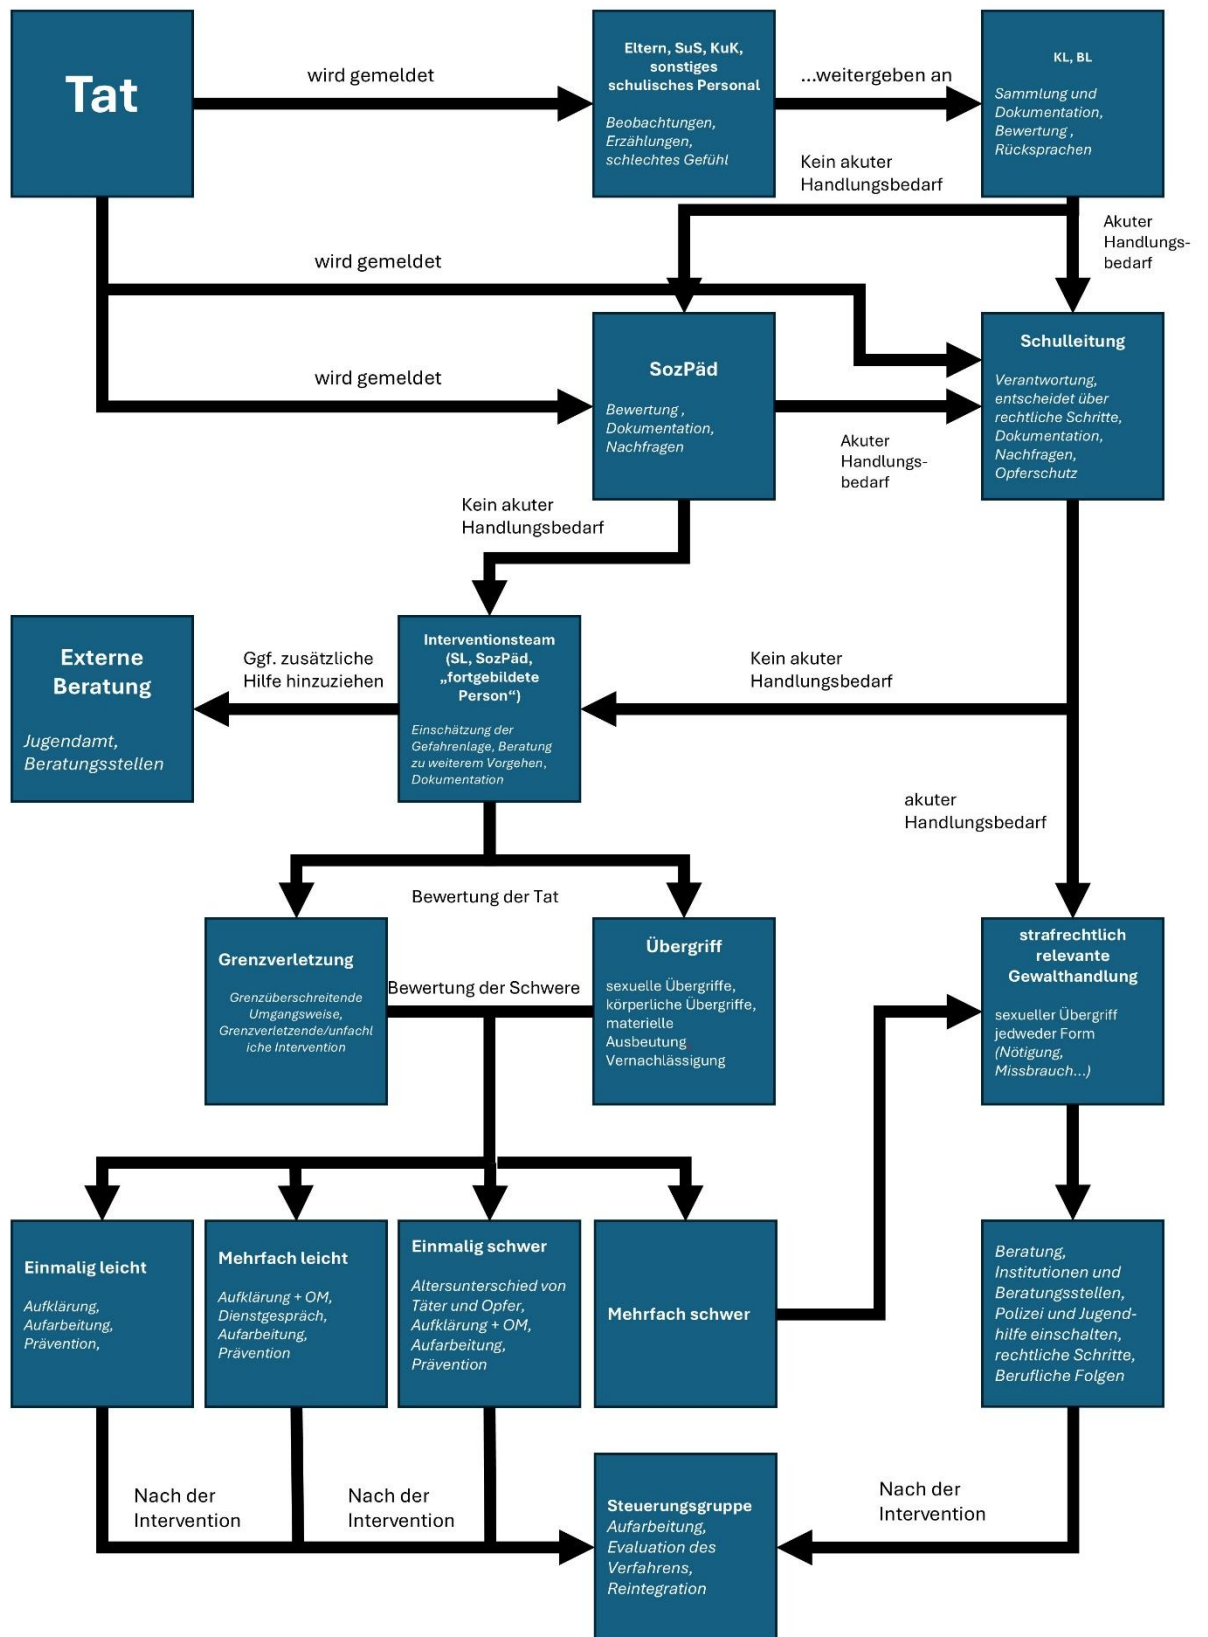 Tat
wird gemeldet
Eltern, SuS, KuK,
sonstiges
schulisches Personal
Beobachtungen,
Erzählungen,
schlechtes Gefühl
...weitergeben an
KL, BL
Sammlung und
Dokumentation,
Bewertung ,
Rücksprachen
Kein akuter
Handlungsbedarf
Akuter
Handlungs-
bedarf
wird gemeldet
wird gemeldet
SozPäd
Bewertung ,
Dokumentation,
Nachfragen
Akuter
Handlungs-
bedarf
Schulleitung
Verantwortung,
entscheidet über
rechtliche Schritte,
Dokumentation,
Nachfragen,
Opferschutz
Kein akuter
Handlungsbedarf
Externe
Beratung
Jugendamt,
Beratungsstellen
Ggf. zusätzliche
Hilfe hinzuziehen
Interventionsteam
(SL, SozPäd,
„fortgebildete
Person“)
Einschätzung der
Gefahrenlage, Beratung
zu weiterem Vorgehen,
Dokumentation
Kein akuter
Handlungsbedarf
akuter
Handlungsbedarf
Bewertung der Tat
Grenzverletzung
Grenzüberschreitende
Umgangsweise,
Grenzverletzende/unfachl
iche Intervention
Bewertung der Schwere
Übergriff
sexuelle Übergriffe,
körperliche Übergriffe,
materielle
Ausbeutung,
Vernachlässigung
strafrechtlich
relevante
Gewalthandlung
sexueller Übergriff
jedweder Form
(Nötigung,
Missbrauch...)
Einmalig leicht
Aufklärung,
Aufarbeitung,
Prävention,
Mehrfach leicht
Aufklärung + OM,
Dienstgespräch,
Aufarbeitung,
Prävention
Einmalig schwer
Altersunterschied von
Täter und Opfer,
Aufklärung + OM,
Aufarbeitung,
Prävention
Mehrfach schwer
Beratung,
Institutionen und
Beratungsstellen,
Polizei und Jugend-
hilfe einschalten,
rechtliche Schritte,
Berufliche Folgen
Nach der
Intervention
Nach der
Intervention
Steuerungsgruppe
Aufarbeitung,
Evaluation des
Verfahrens,
Reintegration
Nach der
Intervention